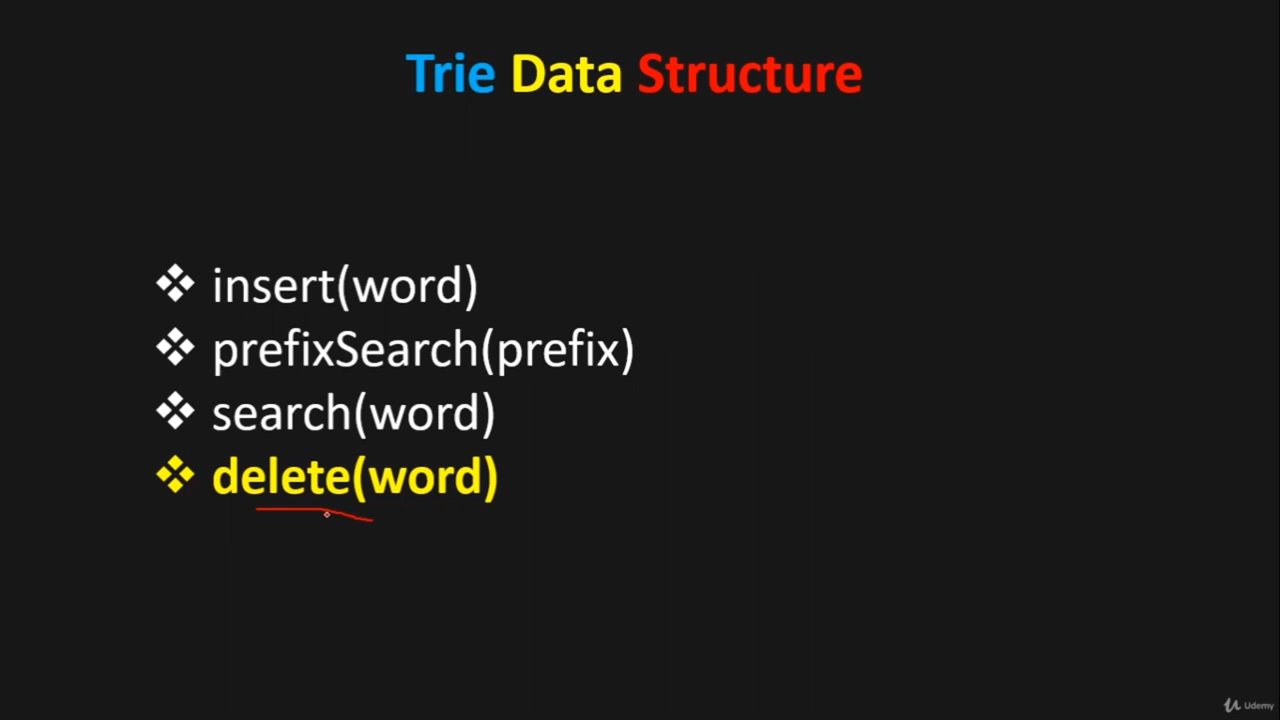 Trie Data Structure
❖ insert(word)
❖ prefixSearch(prefix)
❖ search(word)
❖ delete(word)
Udemy